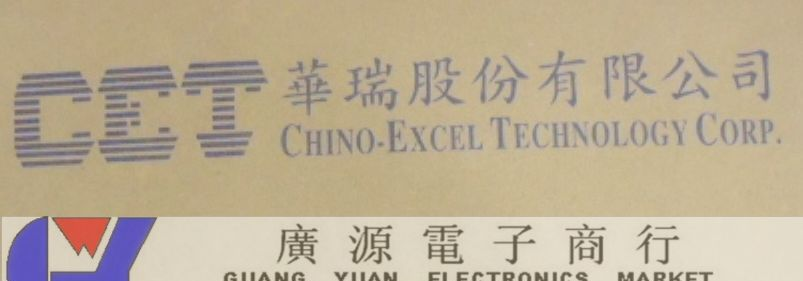 CET 華瑞股份有限公司
CHINO-EXCEL TECHNOLOGY CORP.
廣源電子商行
GUANG YUAN ELECTRONICS MARKET